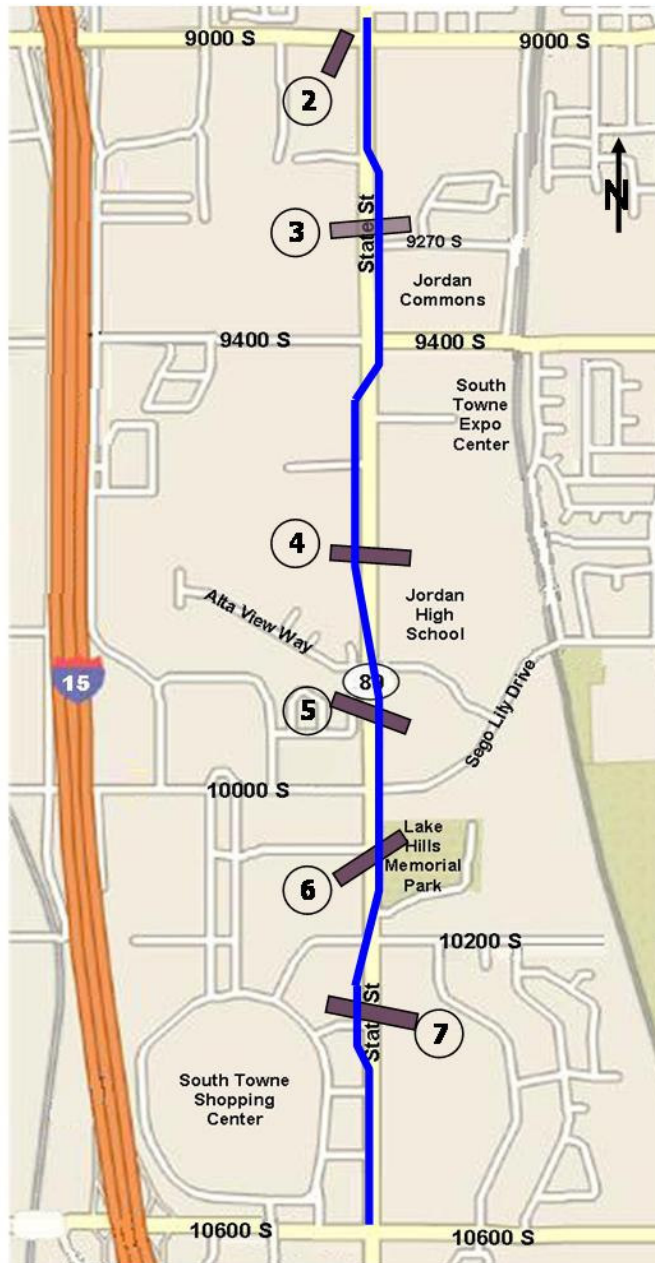 9000 S
9000 S
2
N
3
State St
9270 S
Jordan
Commons
9400 S
9400 S
South
Towne
Expo
Center
4
Jordan
High
School
Alta View Way
15
89
5
Sego Lily Drive
10000 S
Lake
Hills
Memorial
Park
6
10200 S
State St
7
South Towne
Shopping
Center
10600 S
10600 S